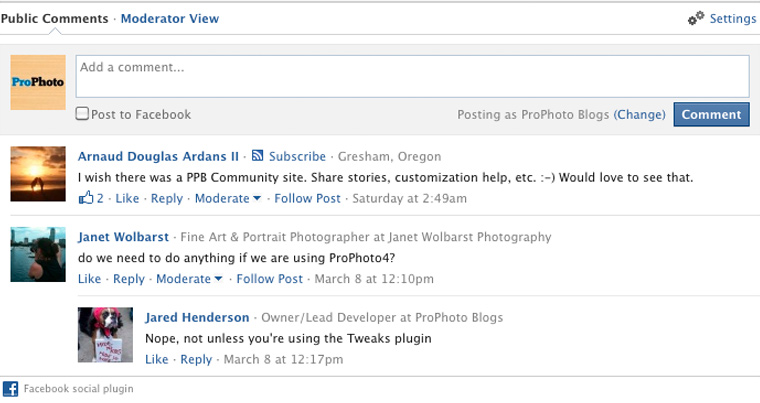 Public Comments · Moderator View
Settings
ProPhoto
Add a comment...
Post to Facebook
Posting as ProPhoto Blogs (Change)
Comment
Arnaud Douglas Ardans II · Subscribe · Gresham, Oregon
I wish there was a PPB Community site. Share stories, customization help, etc. :-) Would love to see that.
2 · Like · Reply · Moderate · Follow Post · Saturday at 2:49am
Janet Wolbarst · Fine Art & Portrait Photographer at Janet Wolbarst Photography
do we need to do anything if we are using ProPhoto4?
Like · Reply · Moderate · Follow Post · March 8 at 12:10pm
Jared Henderson · Owner/Lead Developer at ProPhoto Blogs
Nope, not unless you're using the Tweaks plugin
Like · Reply · March 8 at 12:17pm
f
Facebook social plugin